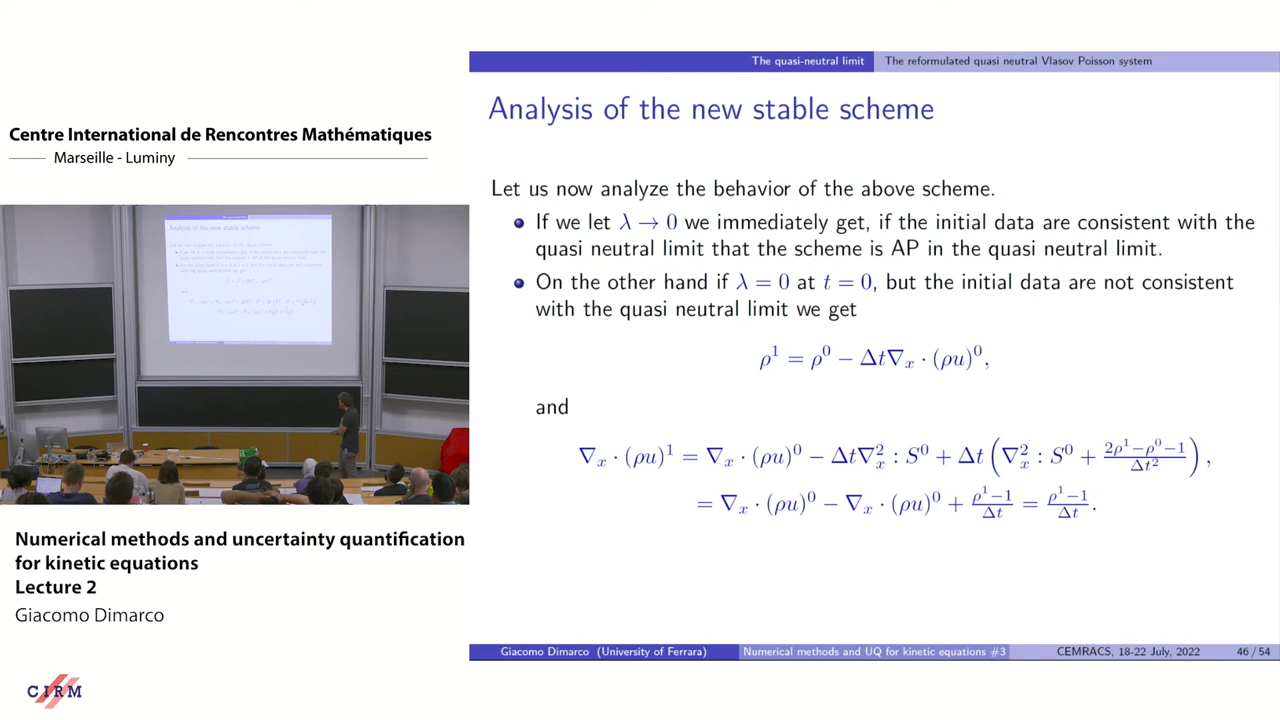 Centre International de Rencontres Mathématiques
Marseille - Luminy
Analysis of the new stable scheme
Numerical methods and uncertainty quantification
for kinetic equations
Lecture 2
Giacomo Dimarco
CIRM
The quasi-neutral limit The reformulated quasi neutral Vlasov Poisson system
Analysis of the new stable scheme
Let us now analyze the behavior of the above scheme.
If we let λ → 0 we immediately get, if the initial data are consistent with the
quasi neutral limit that the scheme is AP in the quasi neutral limit.
On the other hand if λ = 0 at t = 0, but the initial data are not consistent
with the quasi neutral limit we get
ρ¹ = ρ⁰ − Δt∇ₓ · (ρu)⁰,
and
∇ₓ · (ρu)¹ = ∇ₓ · (ρu)⁰ − Δt∇²ₓ : S⁰ + Δt (∇²ₓ : S⁰ + (2ρ¹−ρ⁰−1)/Δt²),
= ∇ₓ · (ρu)⁰ − ∇ₓ · (ρu)⁰ + (ρ¹−1)/Δt = (ρ¹−1)/Δt.
Giacomo Dimarco (University of Ferrara) Numerical methods and UQ for kinetic equations #3 CEMRACS, 18-22 July, 2022 46 / 54